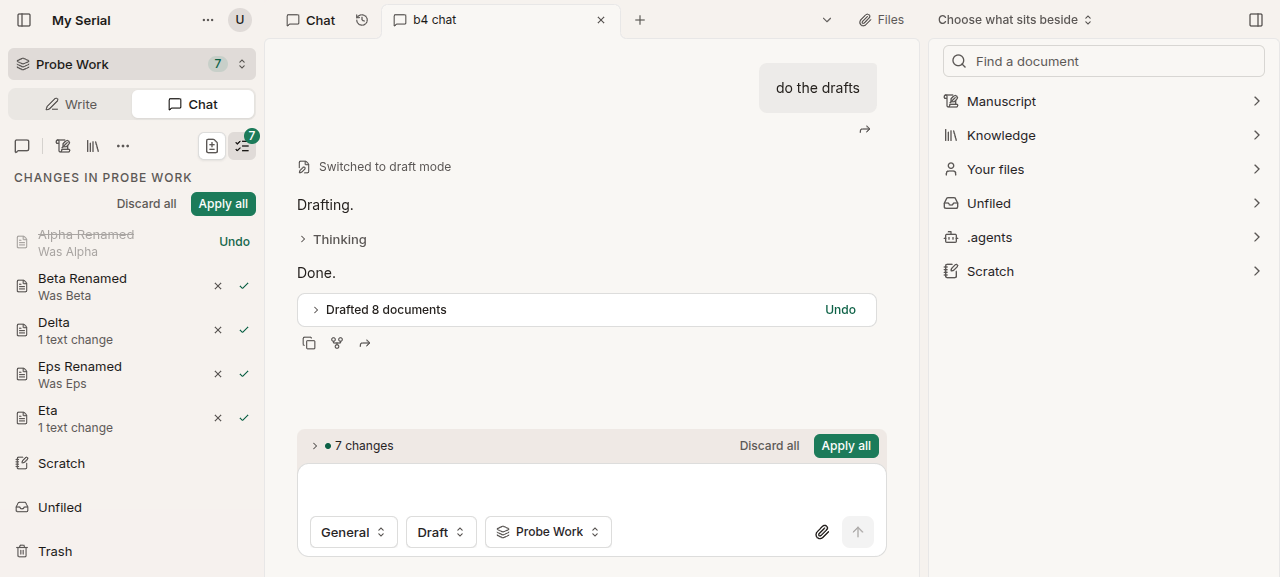 My Serial
U
Probe Work
7
Write
Chat
7
CHANGES IN PROBE WORK
Discard all
Apply all
Alpha Renamed
Was Alpha
Undo
Beta Renamed
Was Beta
Delta
1 text change
Eps Renamed
Was Eps
Eta
1 text change
Scratch
Unfiled
Trash
Chat
b4 chat
Files
do the drafts
Switched to draft mode
Drafting.
Thinking
Done.
Drafted 8 documents
Undo
7 changes
Discard all
Apply all
General
Draft
Probe Work
Choose what sits beside
Find a document
Manuscript
Knowledge
Your files
Unfiled
.agents
Scratch